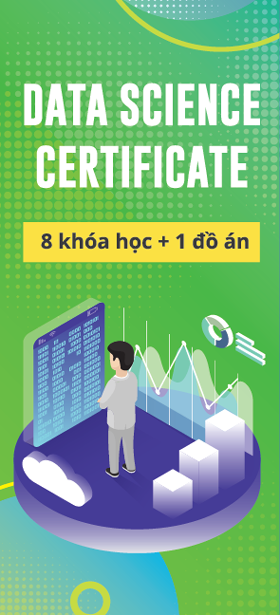 DATA SCIENCE
CERTIFICATE
8 khóa học + 1 đồ án